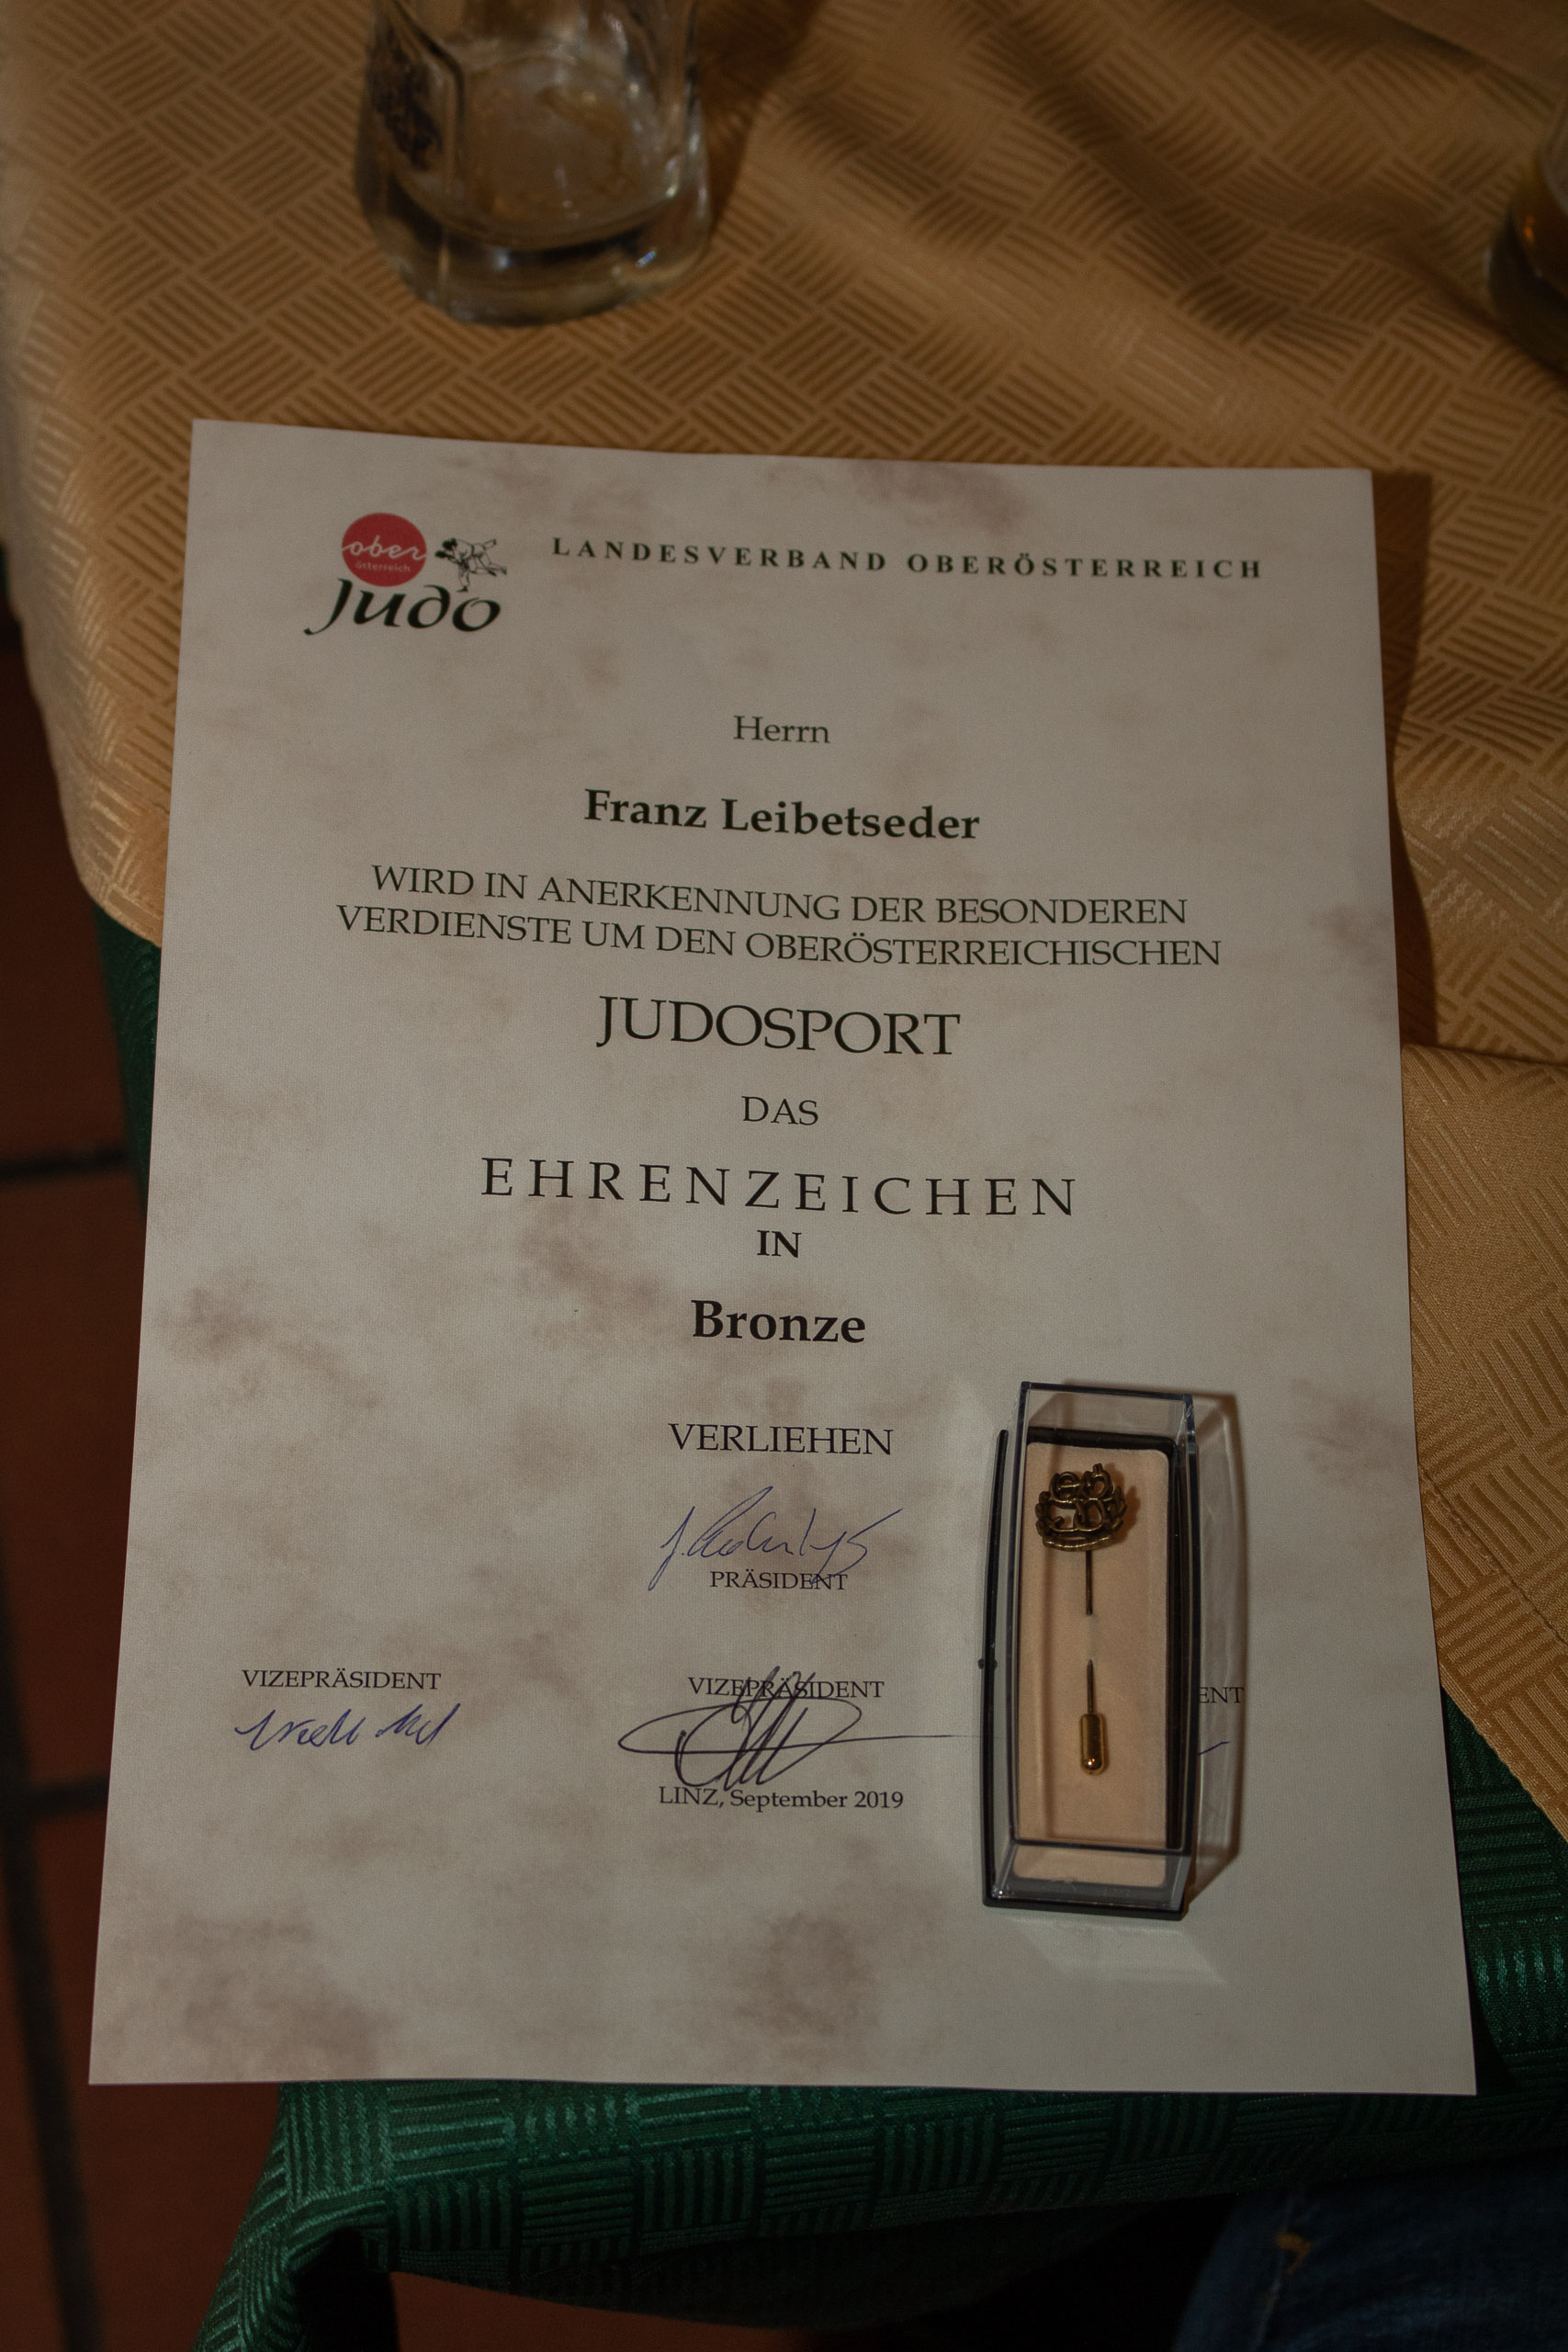 ober
österreich
Judo
LANDESVERBAND OBERÖSTERREICH
Herrn
Franz Leibetseder
WIRD IN ANERKENNUNG DER BESONDEREN
VERDIENSTE UM DEN OBERÖSTERREICHISCHEN
JUDOSPORT
DAS
EHRENZEICHEN
IN
Bronze
VERLIEHEN
PRÄSIDENT
VIZEPRÄSIDENT VIZEPRÄSIDENT ENT
LINZ, September 2019